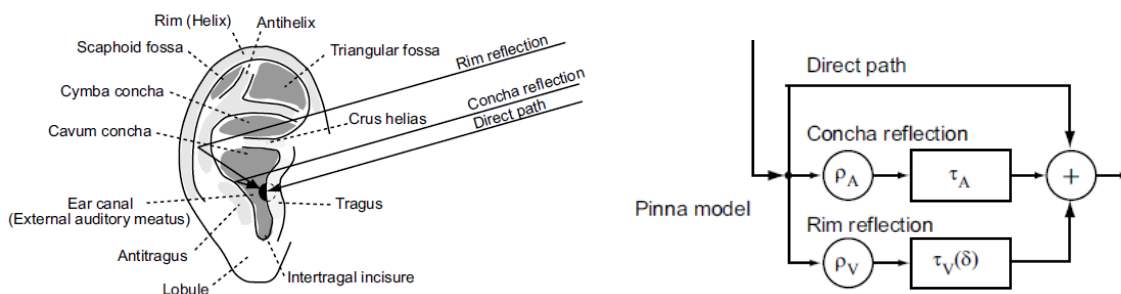 Rim (Helix)
Antihelix
Scaphoid fossa
Triangular fossa
Rim reflection
Cymba concha
Concha reflection
Cavum concha
Crus helias
Direct path
Ear canal
(External auditory meatus)
Tragus
Antitragus
Intertragal incisure
Lobule
Direct path
Concha reflection
ρA
τA
+
Pinna model
Rim reflection
ρV
τV(δ)